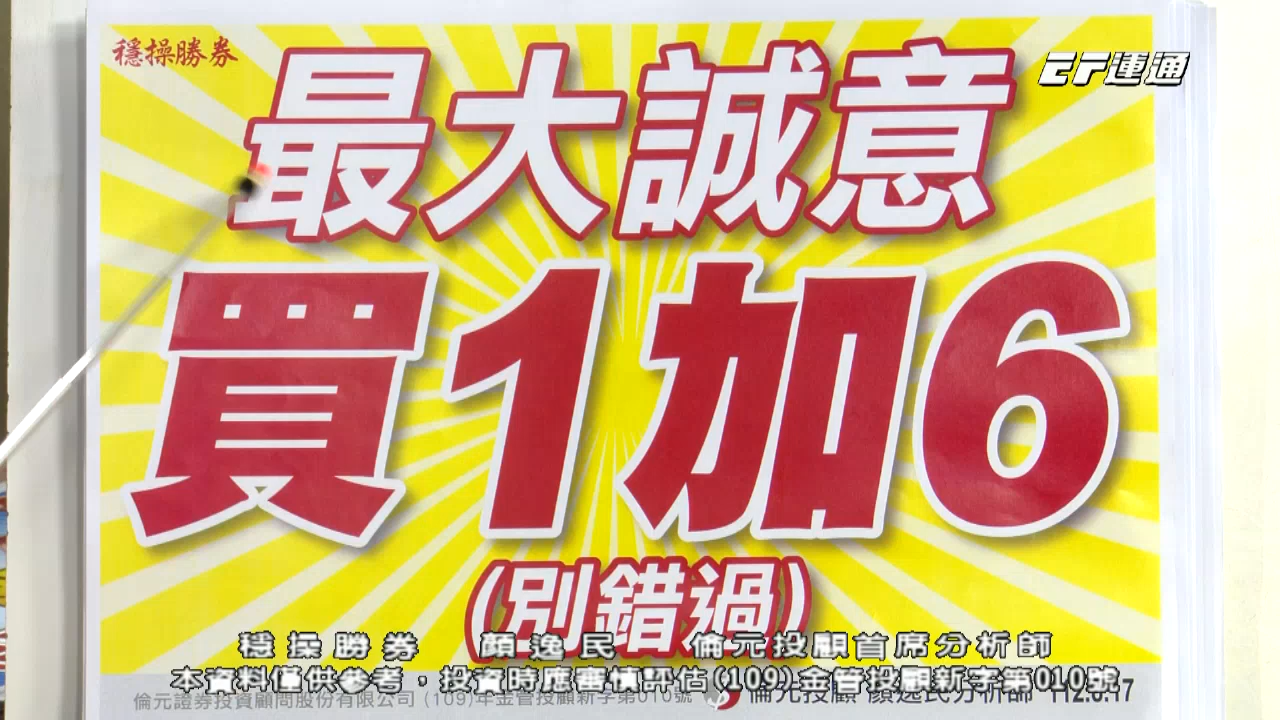 穩操勝券
EF運通
最大誠意
買1加6
(別錯過)
穩操勝券 顏逸民 倫元投顧首席分析師
本資料僅供參考，投資時應審慎評估(109)金管投顧新字第010號
倫元證券投資顧問股份有限公司 (109)年金管投顧新字第010號 倫元投顧 顏逸民分析師